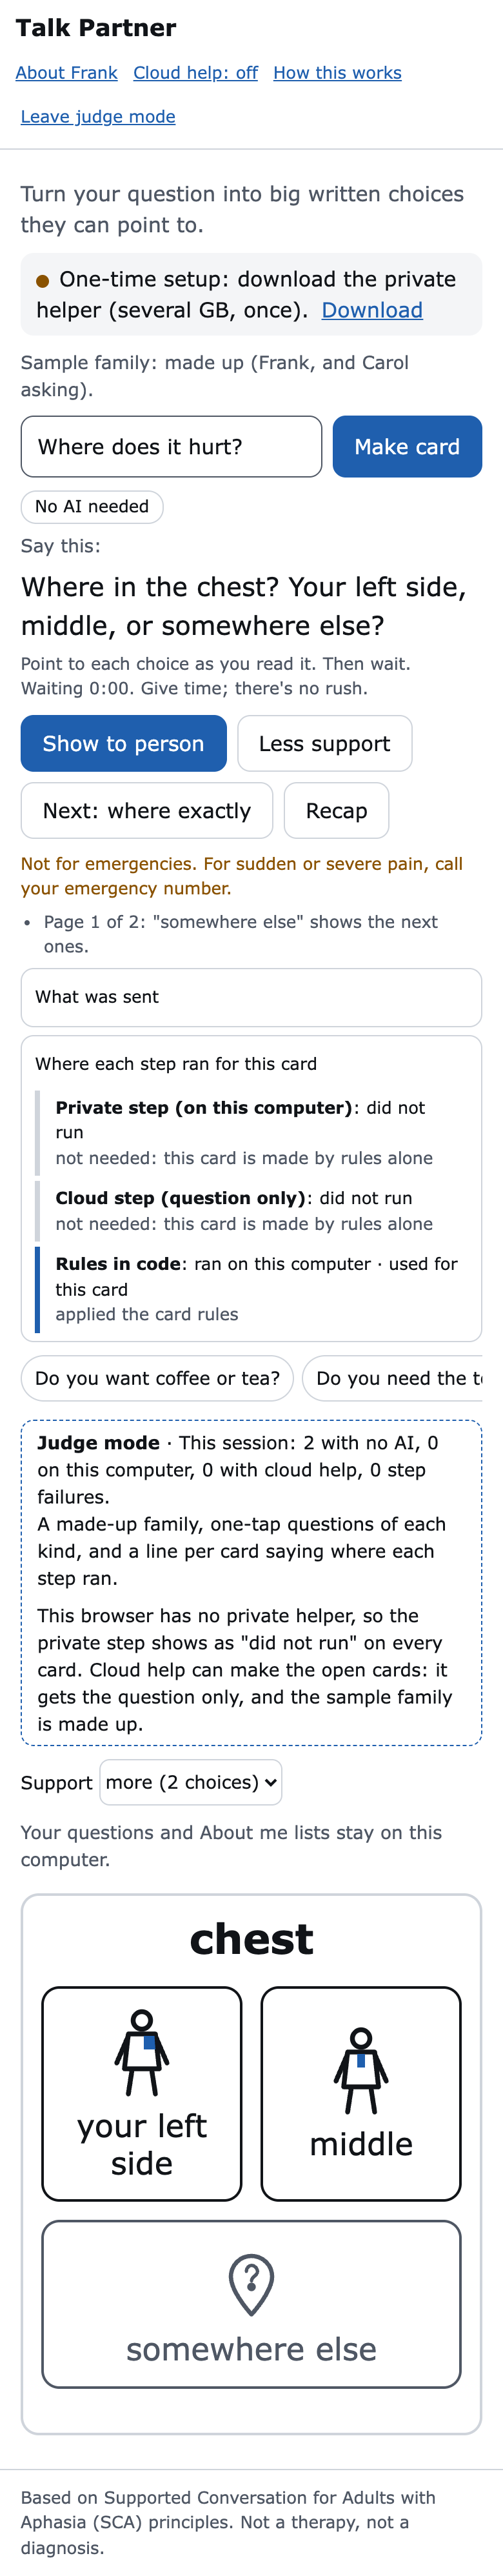 Talk Partner
About Frank Cloud help: off How this works
Leave judge mode
Turn your question into big written choices
they can point to.
One-time setup: download the private
helper (several GB, once). Download
Sample family: made up (Frank, and Carol
asking).
Where does it hurt? Make card
No AI needed
Say this:
Where in the chest? Your left side,
middle, or somewhere else?
Point to each choice as you read it. Then wait.
Waiting 0:00. Give time; there's no rush.
Show to person Less support
Next: where exactly Recap
Not for emergencies. For sudden or severe pain, call
your emergency number.
• Page 1 of 2: "somewhere else" shows the next
ones.
What was sent
Where each step ran for this card
Private step (on this computer): did not
run
not needed: this card is made by rules alone
Cloud step (question only): did not run
not needed: this card is made by rules alone
Rules in code: ran on this computer · used for
this card
applied the card rules
Do you want coffee or tea? Do you need the
Judge mode · This session: 2 with no AI, 0
on this computer, 0 with cloud help, 0 step
failures.
A made-up family, one-tap questions of each
kind, and a line per card saying where each
step ran.
This browser has no private helper, so the
private step shows as "did not run" on every
card. Cloud help can make the open cards: it
gets the question only, and the sample family
is made up.
Support more (2 choices)
Your questions and About me lists stay on this
computer.
chest
your left
side
middle
?
somewhere else
Based on Supported Conversation for Adults with
Aphasia (SCA) principles. Not a therapy, not a
diagnosis.